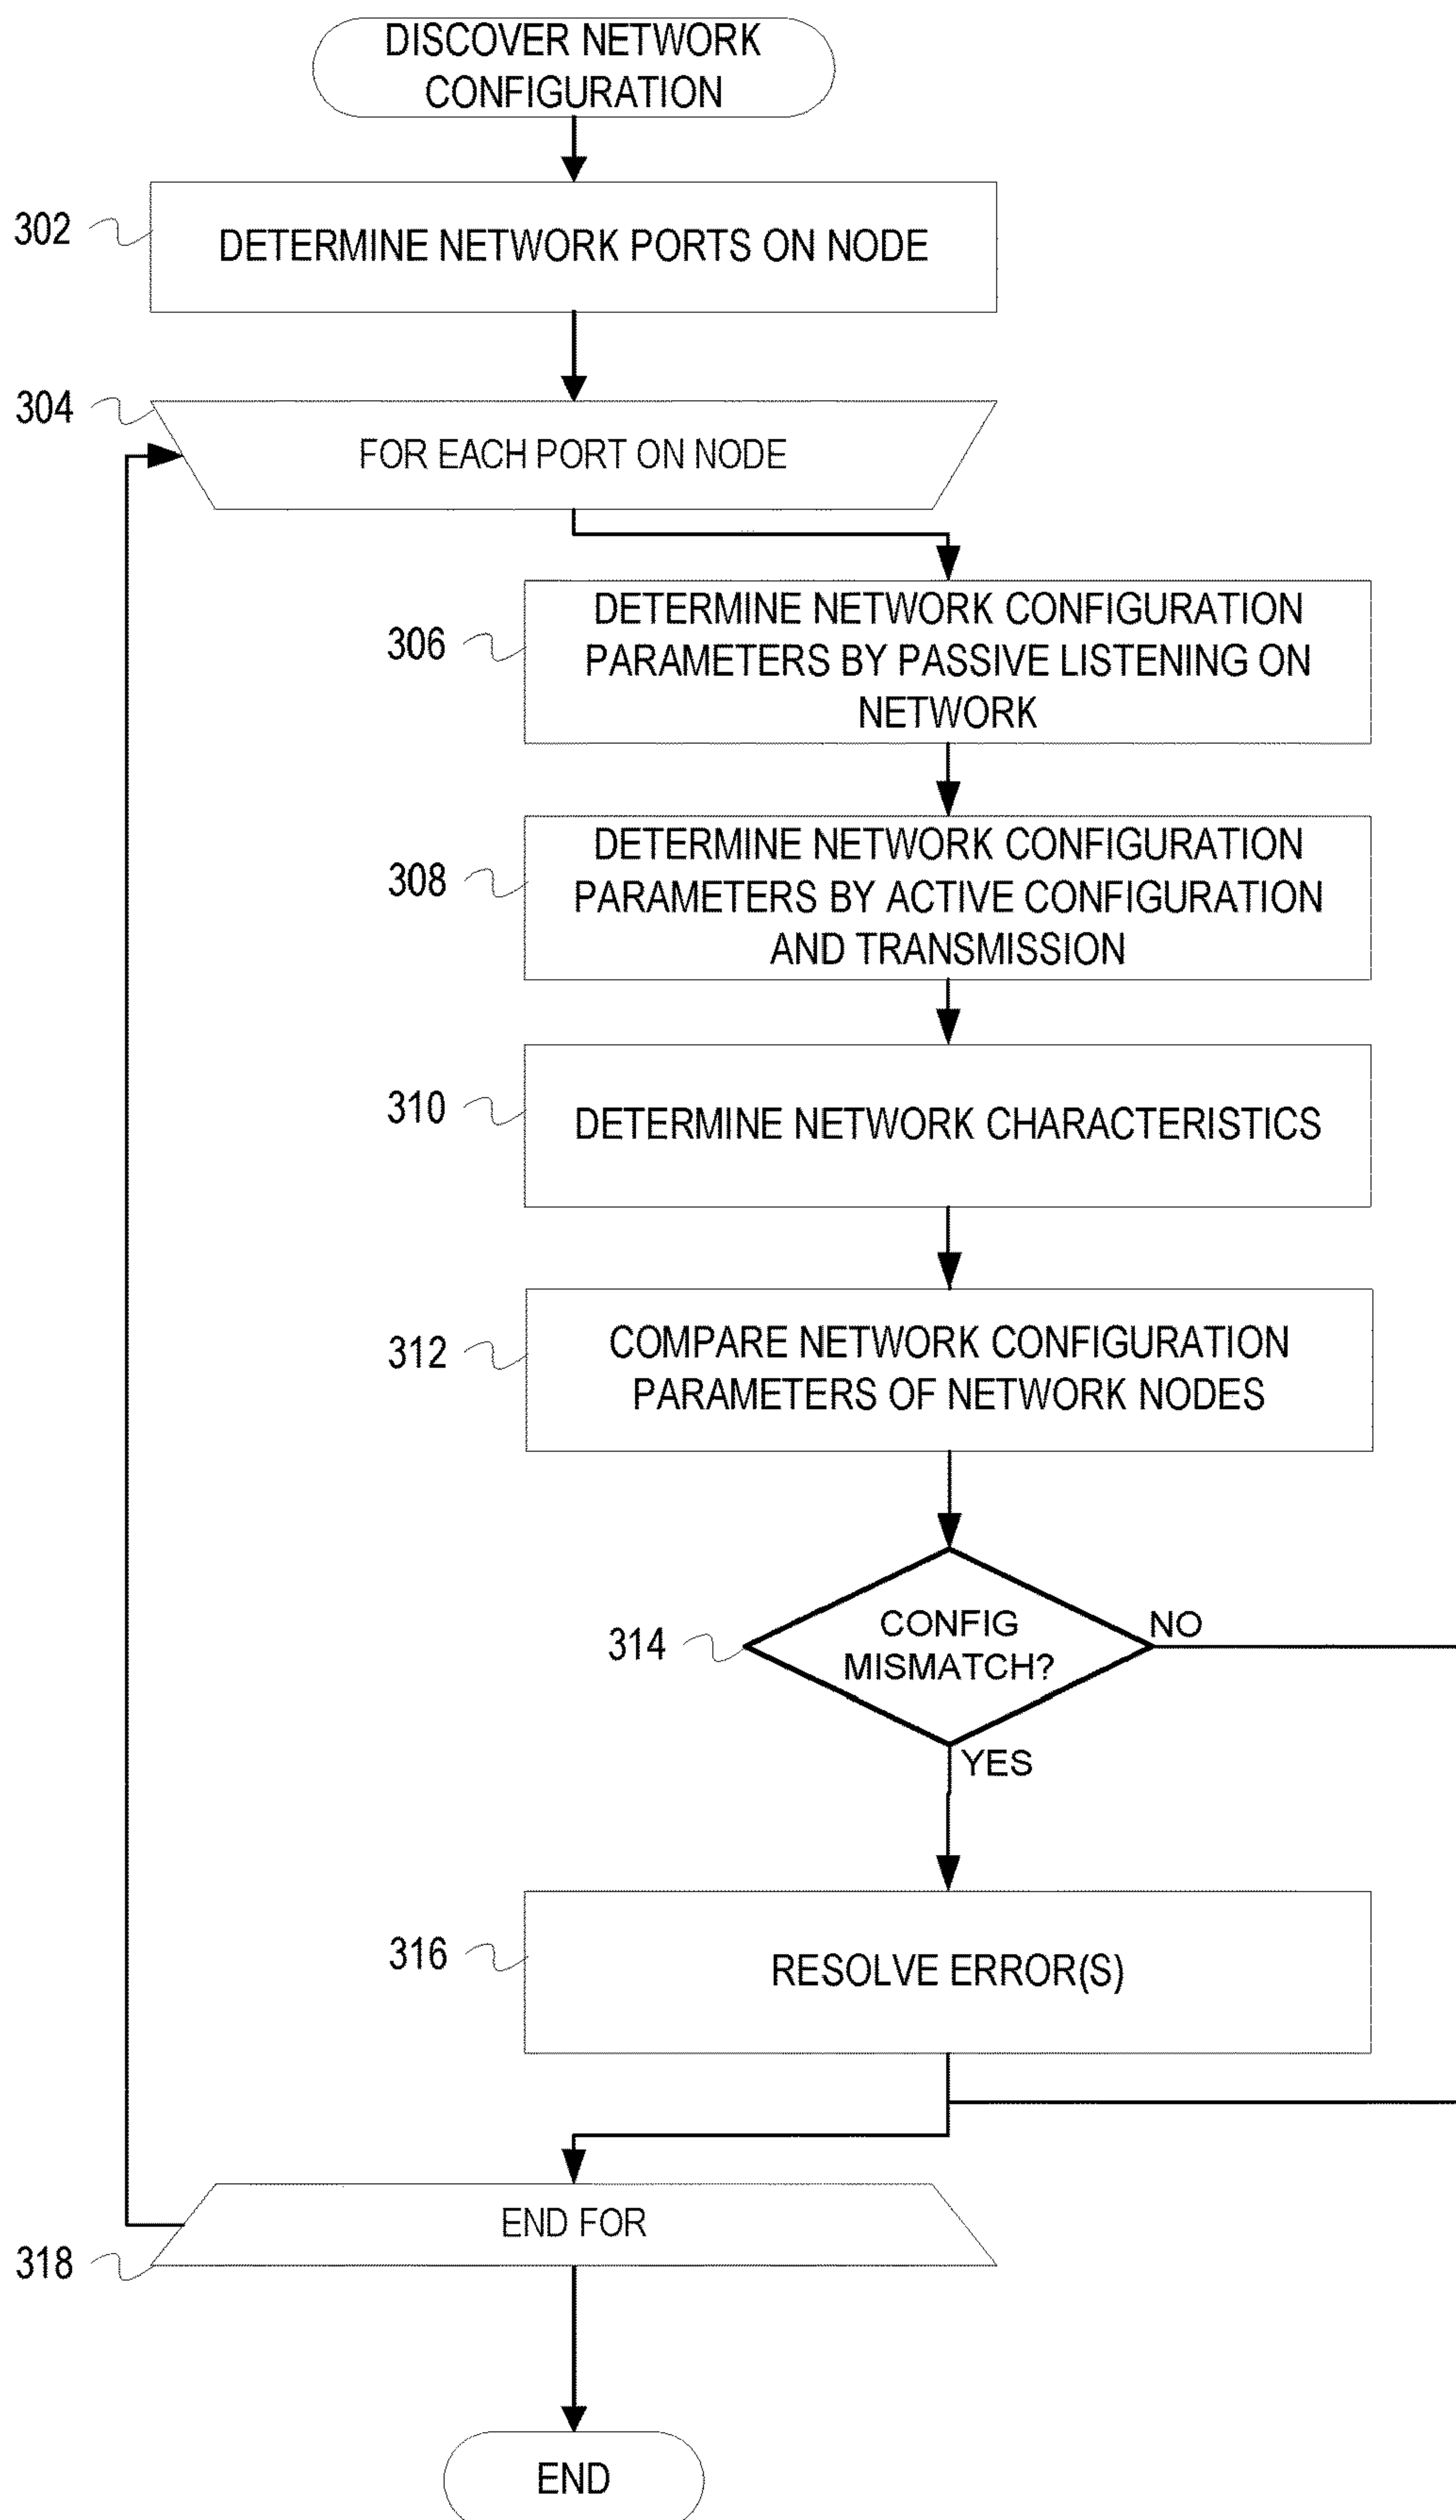 DISCOVER NETWORK
CONFIGURATION
302
DETERMINE NETWORK PORTS ON NODE
304
FOR EACH PORT ON NODE
306
DETERMINE NETWORK CONFIGURATION
PARAMETERS BY PASSIVE LISTENING ON
NETWORK
308
DETERMINE NETWORK CONFIGURATION
PARAMETERS BY ACTIVE CONFIGURATION
AND TRANSMISSION
310
DETERMINE NETWORK CHARACTERISTICS
312
COMPARE NETWORK CONFIGURATION
PARAMETERS OF NETWORK NODES
314
CONFIG
MISMATCH?
NO
YES
316
RESOLVE ERROR(S)
END FOR
318
END